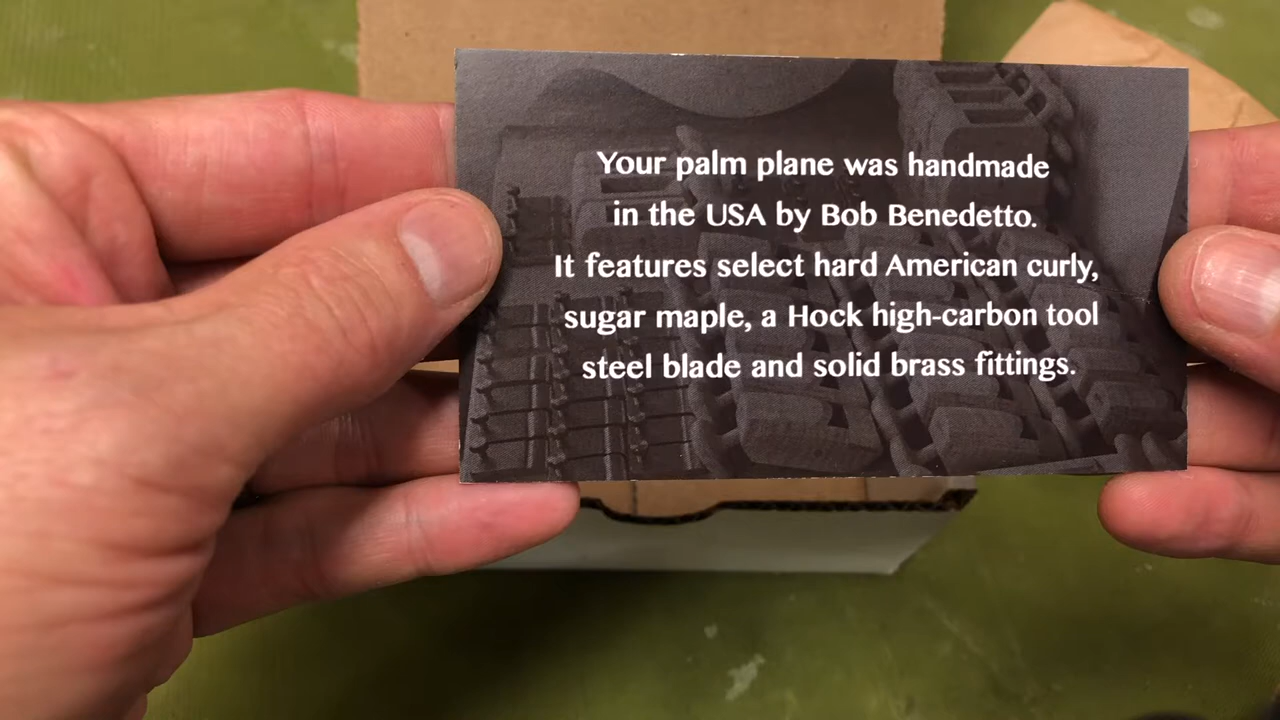 Your palm plane was handmade
in the USA by Bob Benedetto.
It features select hard American curly,
sugar maple, a Hock high-carbon tool
steel blade and solid brass fittings.